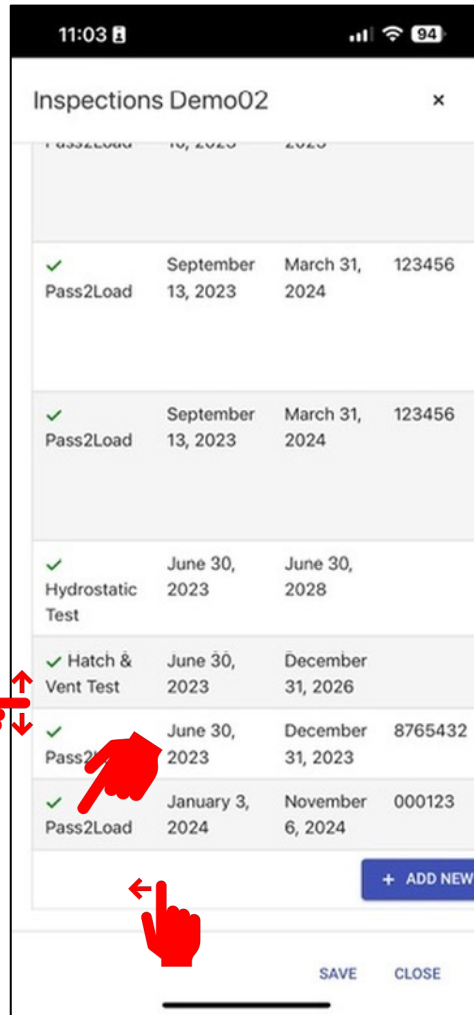 11:03
94
Inspections Demo02 ×
September March 31, 123456
Pass2Load 13, 2023 2024
September March 31, 123456
Pass2Load 13, 2023 2024
June 30, June 30,
Hydrostatic 2023 2028
Test
Hatch & June 30, December
Vent Test 2023 31, 2026
June 30, December 8765432
2023 31, 2023
January 3, November 000123
Pass2Load 2024 6, 2024
+ ADD NEW
SAVE CLOSE